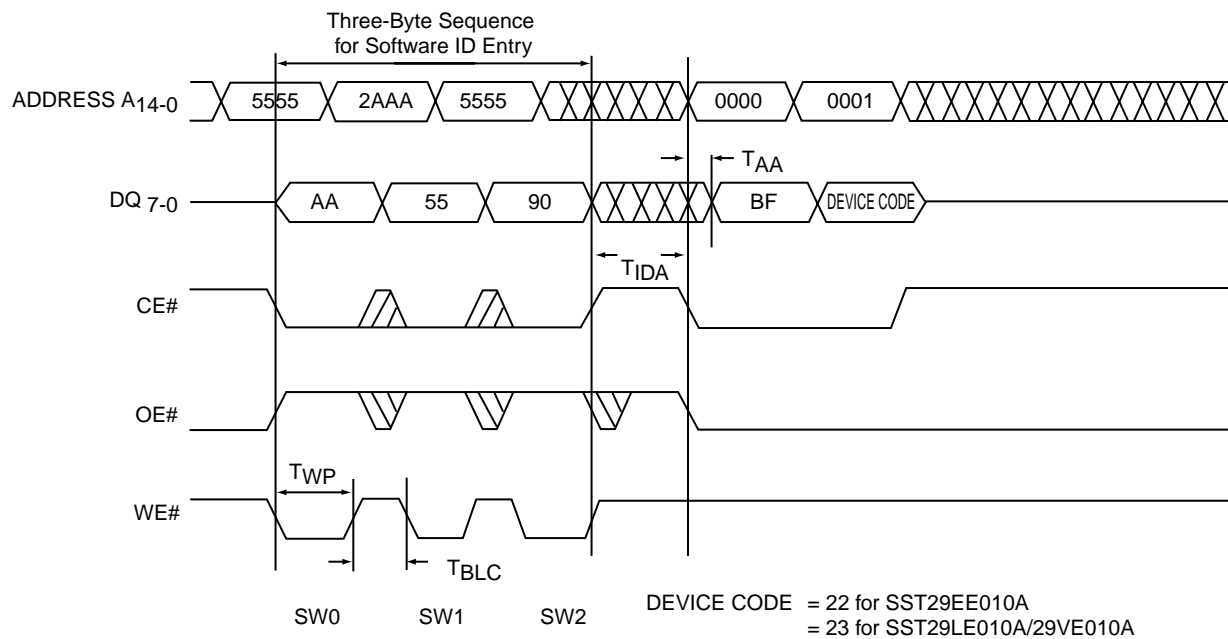 Three-Byte Sequence
for Software ID Entry
ADDRESS A14-0 5555 2AAA 5555 0000 0001
TAA
DQ 7-0 AA 55 90 BF DEVICE CODE
TIDA
CE#
OE#
TWP
WE#
TBLC
SW0 SW1 SW2
DEVICE CODE = 22 for SST29EE010A
= 23 for SST29LE010A/29VE010A